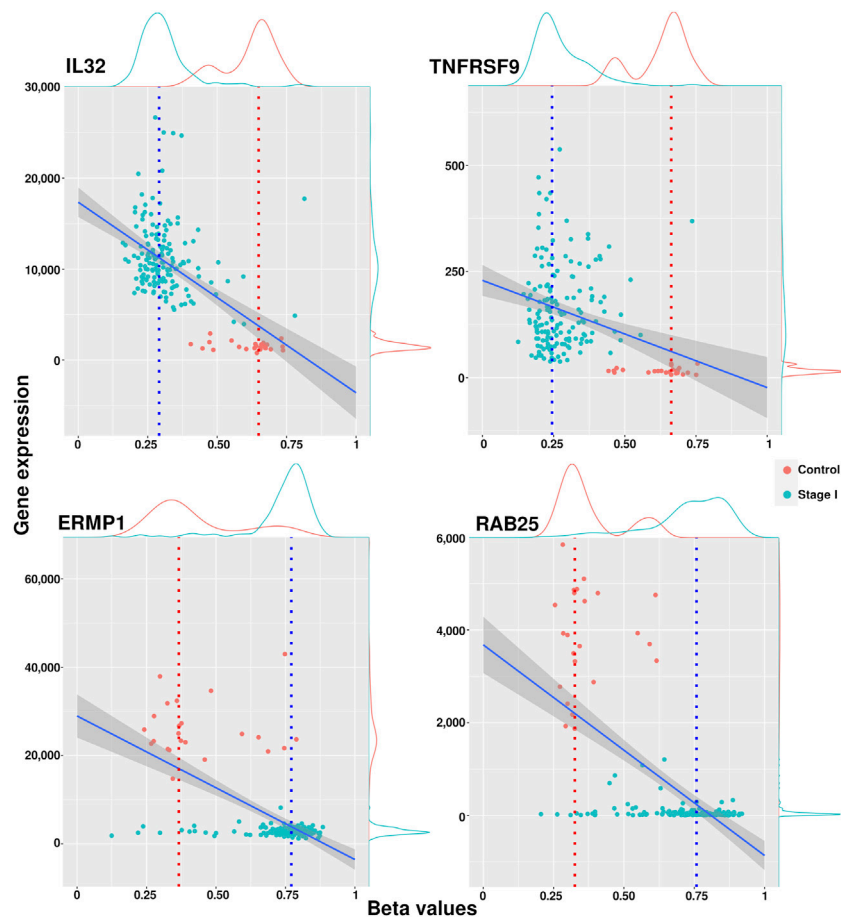 IL32
30,000
20,000
10,000
0
0 0.25 0.50 0.75 1
TNFRSF9
500
250
0
0 0.25 0.50 0.75 1
Gene expression
Control
Stage I
ERMP1
60,000
40,000
20,000
0
0 0.25 0.50 0.75 1
RAB25
6,000
4,000
2,000
0
0 0.25 0.50 0.75 1
Beta values